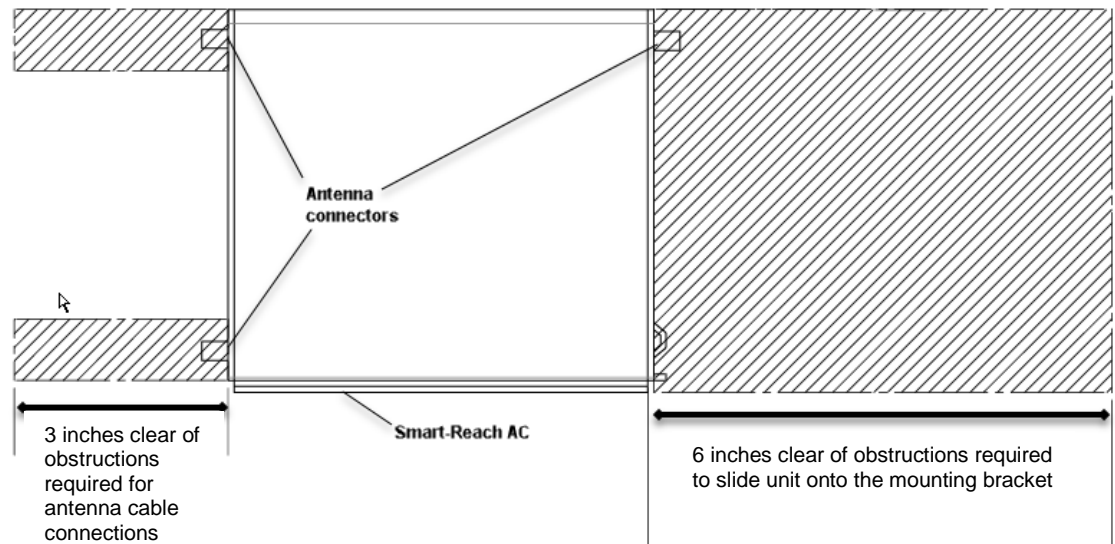 Antenna
connectors
Smart-Reach AC
3 inches clear of
obstructions
required for
antenna cable
connections
6 inches clear of obstructions required
to slide unit onto the mounting bracket